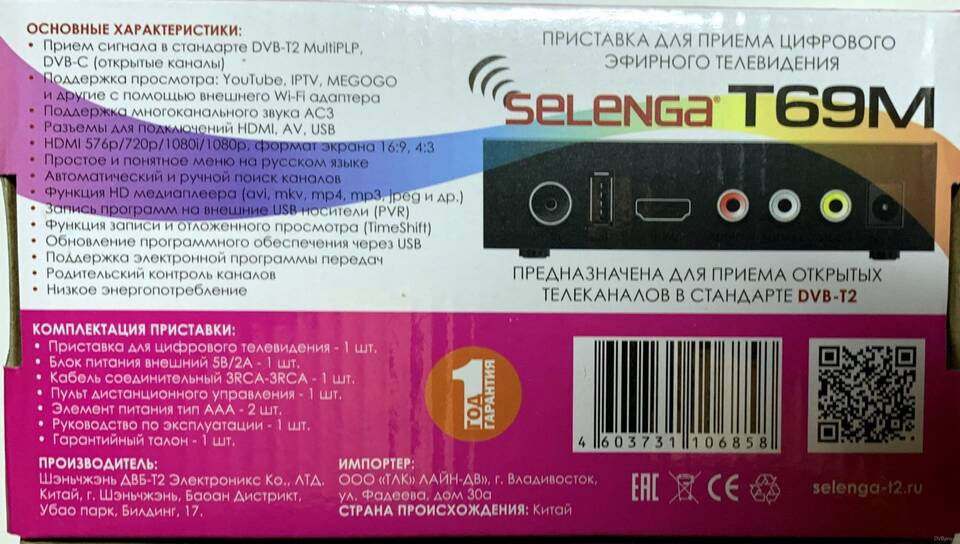 ОСНОВНЫЕ ХАРАКТЕРИСТИКИ:
• Прием сигнала в стандарте DVB-T2 MultiPLP,
DVB-C (открытые каналы)
• Поддержка просмотра: YouTube, IPTV, MEGOGO
и другие с помощью внешнего Wi-Fi адаптера
• Поддержка многоканального звука AC3
• Разъемы для подключений HDMI, AV, USB
• HDMI 576p/720p/1080i/1080p, формат экрана 16:9, 4:3
• Простое и понятное меню на русском языке
• Автоматический и ручной поиск каналов
• Функция HD медиаплеера (avi, mkv, mp4, mp3, jpeg и др.)
• Запись программ на внешние USB носители (PVR)
• Функция записи и отложенного просмотра (TimeShift)
• Обновление программного обеспечения через USB
• Поддержка электронной программы передач
• Родительский контроль каналов
• Низкое энергопотребление
ПРИСТАВКА ДЛЯ ПРИЕМА ЦИФРОВОГО
ЭФИРНОГО ТЕЛЕВИДЕНИЯ
SELENGA® T69M
ПРЕДНАЗНАЧЕНА ДЛЯ ПРИЕМА ОТКРЫТЫХ
ТЕЛЕКАНАЛОВ В СТАНДАРТЕ DVB-T2
КОМПЛЕКТАЦИЯ ПРИСТАВКИ:
• Приставка для цифрового телевидения - 1 шт.
• Блок питания внешний 5В/2А - 1 шт.
• Кабель соединительный 3RCA-3RCA - 1 шт.
• Пульт дистанционного управления - 1 шт.
• Элемент питания тип ААА - 2 шт.
• Руководство по эксплуатации - 1 шт.
• Гарантийный талон - 1 шт.
1 ГОД ГАРАНТИЯ
4 603731 106858
ПРОИЗВОДИТЕЛЬ:
Шэньчжэнь ДВБ-Т2 Электроникс Ко., ЛТД.
Китай, г. Шэньчжэнь, Баоан Дистрикт,
Убао парк, Билдинг, 17.
ИМПОРТЕР:
ООО «ТЛК» ЛАЙН-ДВ», г. Владивосток,
ул. Фадеева, дом 30а
СТРАНА ПРОИСХОЖДЕНИЯ: Китай
EAC CE
selenga-t2.ru